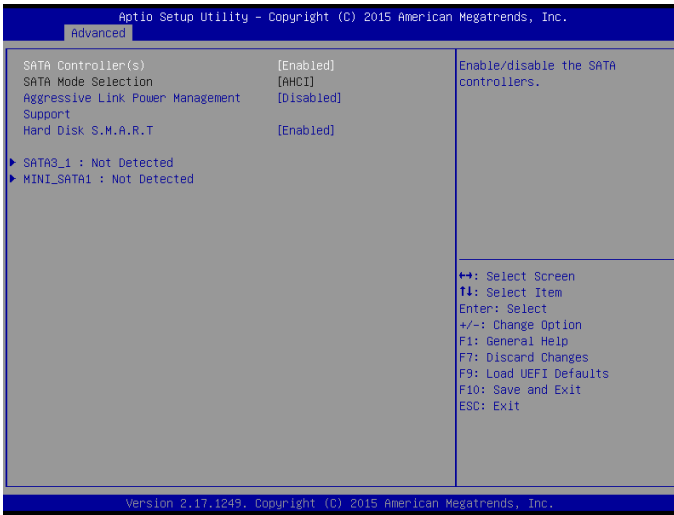 Aptio Setup Utility – Copyright (C) 2015 American Megatrends, Inc.
Advanced
SATA Controller(s) [Enabled]
SATA Mode Selection [AHCI]
Aggressive Link Power Management [Disabled]
Support
Hard Disk S.M.A.R.T [Enabled]
▶ SATA3_1 : Not Detected
▶ MINI_SATA1 : Not Detected
Enable/disable the SATA
controllers.
↔: Select Screen
↑↓: Select Item
Enter: Select
+/-: Change Option
F1: General Help
F7: Discard Changes
F9: Load UEFI Defaults
F10: Save and Exit
ESC: Exit
Version 2.17.1249. Copyright (C) 2015 American Megatrends, Inc.